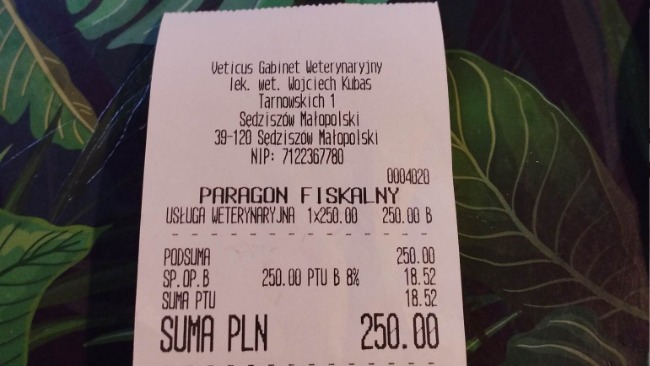 Veticus Gabinet Weterynaryjny
lek. wet. Wojciech Kubas
Tarnowskich 1
Sędziszów Małopolski
39-120 Sędziszów Małopolski
NIP: 7122367780
0004020
PARAGON FISKALNY
USŁUGA WETERYNARYJNA 1x250.00 250.00 B
- - - - - - - - - - - - - - - - - -
PODSUMA 250.00
SP.OP.B 250.00 PTU B 8% 18.52
SUMA PTU 18.52
SUMA PLN 250.00
- - - - - - - - - - - - - - - - - -